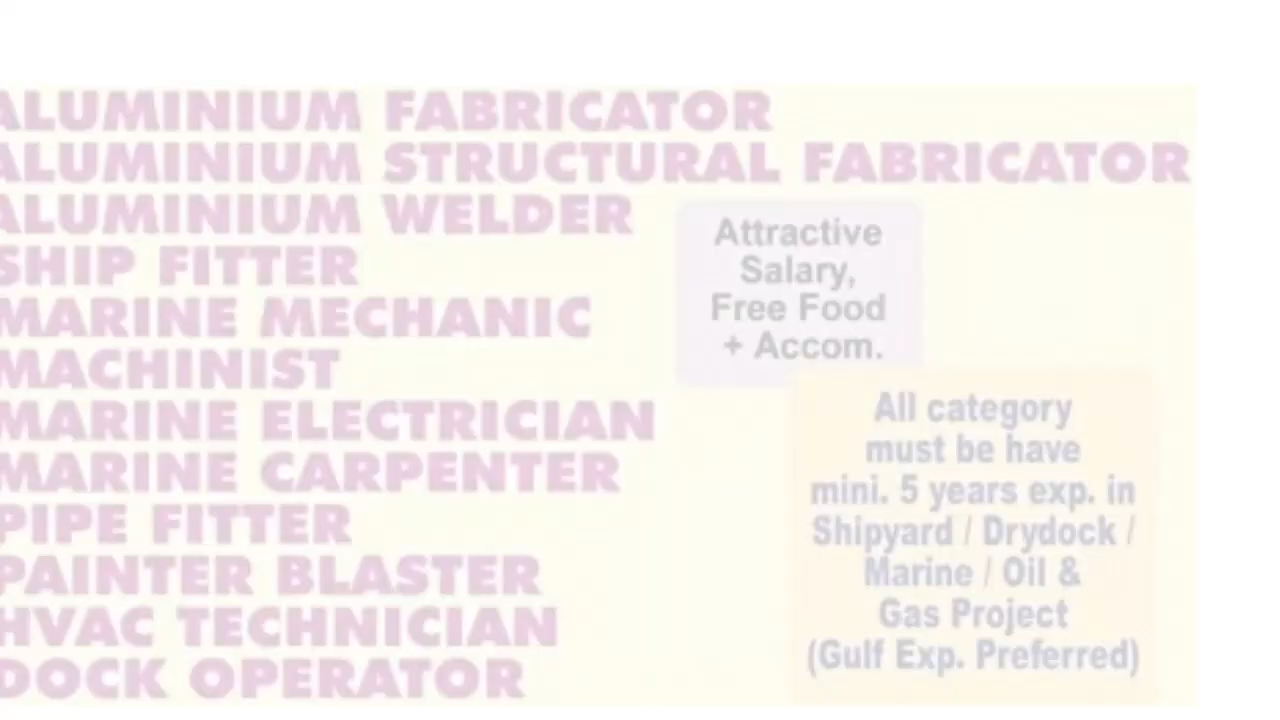 ALUMINIUM FABRICATOR
ALUMINIUM STRUCTURAL FABRICATOR
ALUMINIUM WELDER
SHIP FITTER
MARINE MECHANIC
MACHINIST
MARINE ELECTRICIAN
MARINE CARPENTER
PIPE FITTER
PAINTER BLASTER
HVAC TECHNICIAN
DOCK OPERATOR
Attractive
Salary,
Free Food
+ Accom.
All category
must be have
mini. 5 years exp. in
Shipyard / Drydock /
Marine / Oil &
Gas Project
(Gulf Exp. Preferred)